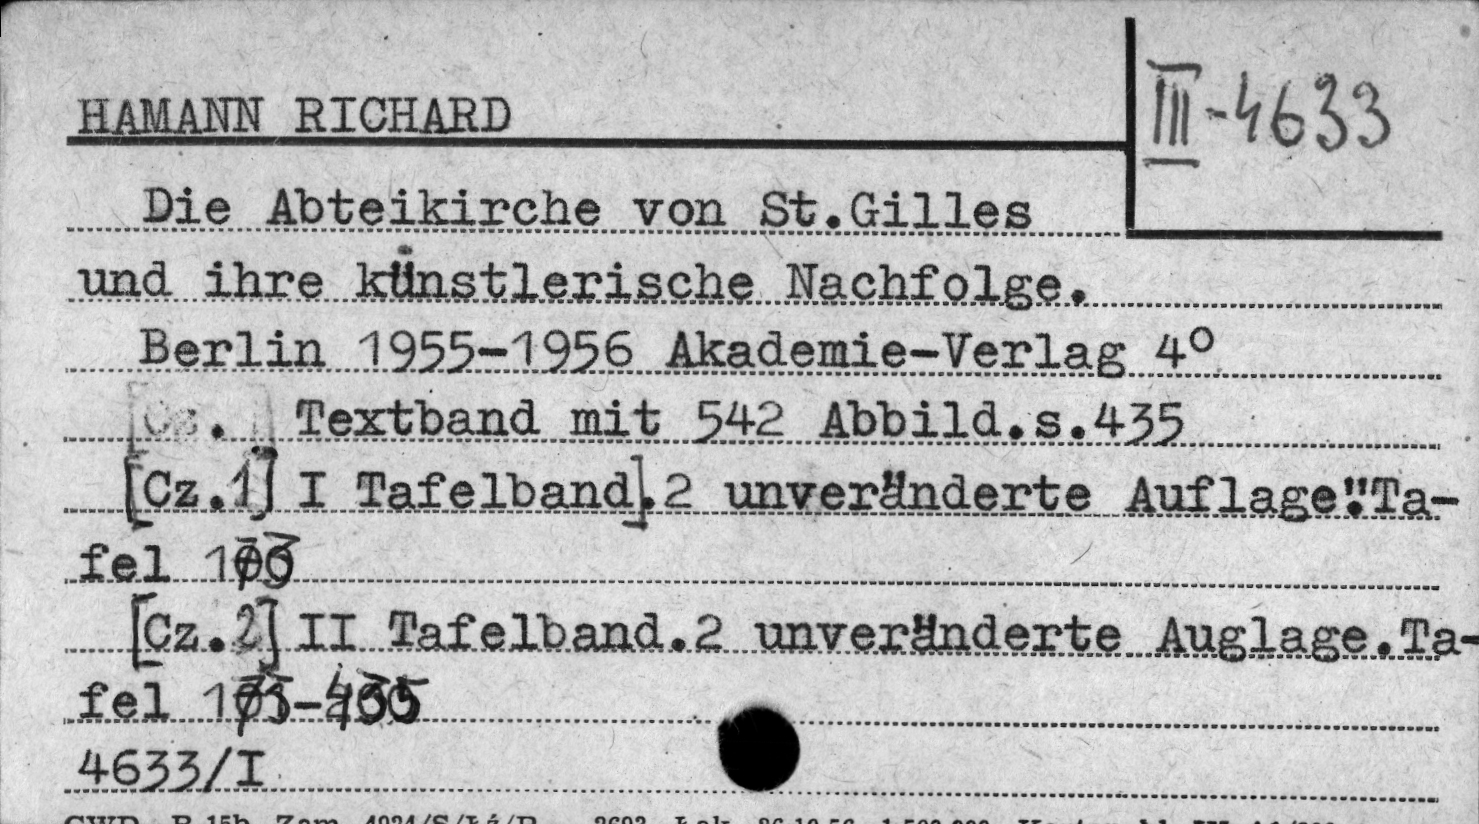 HAMANN RICHARD
III-4633
Die Abteikirche von St.Gilles
und ihre künstlerische Nachfolge.
Berlin 1955-1956 Akademie-Verlag 4°
[Cz. ] Textband mit 542 Abbild.s.435
[Cz.1] I Tafelband].2 unveränderte Auflage."Ta-
fel
[Cz.2] II Tafelband.2 unveränderte Auglage.Ta-
fel
4633/I